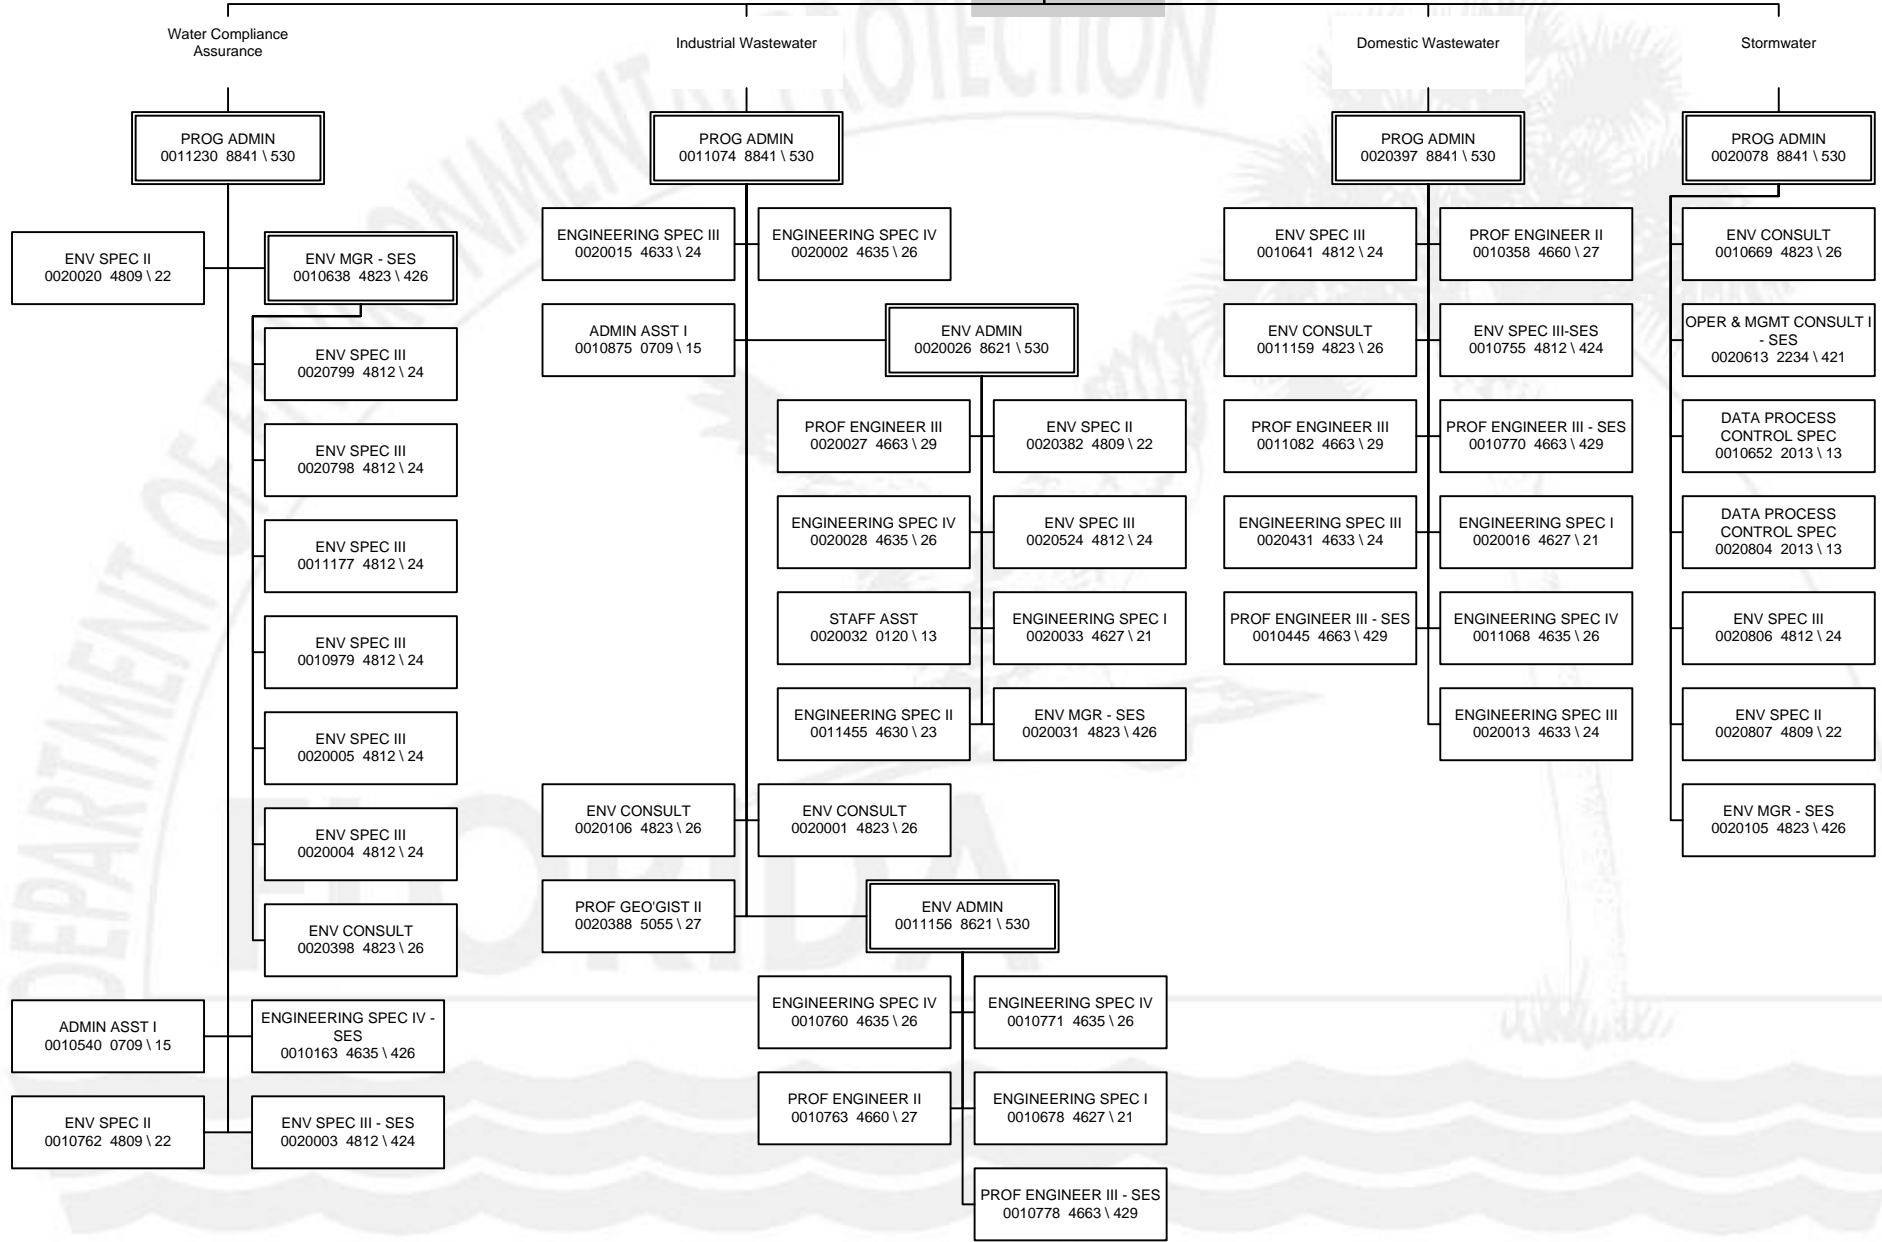 Water Compliance
Assurance
PROG ADMIN
0011230 8841 \ 530
ENV SPEC II
0020020 4809 \ 22
ENV MGR - SES
0010638 4823 \ 426
ENV SPEC III
0020799 4812 \ 24
ENV SPEC III
0020798 4812 \ 24
ENV SPEC III
0011177 4812 \ 24
ENV SPEC III
0010979 4812 \ 24
ENV SPEC III
0020005 4812 \ 24
ENV SPEC III
0020004 4812 \ 24
ENV CONSULT
0020398 4823 \ 26
ADMIN ASST I
0010540 0709 \ 15
ENGINEERING SPEC IV -
SES
0010163 4635 \ 426
ENV SPEC II
0010762 4809 \ 22
ENV SPEC III - SES
0020003 4812 \ 424
Industrial Wastewater
PROG ADMIN
0011074 8841 \ 530
ENGINEERING SPEC III
0020015 4633 \ 24
ENGINEERING SPEC IV
0020002 4635 \ 26
ADMIN ASST I
0010875 0709 \ 15
ENV ADMIN
0020026 8621 \ 530
PROF ENGINEER III
0020027 4663 \ 29
ENV SPEC II
0020382 4809 \ 22
ENGINEERING SPEC IV
0020028 4635 \ 26
ENV SPEC III
0020524 4812 \ 24
STAFF ASST
0020032 0120 \ 13
ENGINEERING SPEC I
0020033 4627 \ 21
ENGINEERING SPEC II
0011455 4630 \ 23
ENV MGR - SES
0020031 4823 \ 426
ENV CONSULT
0020106 4823 \ 26
ENV CONSULT
0020001 4823 \ 26
PROF GEO'GIST II
0020388 5055 \ 27
ENV ADMIN
0011156 8621 \ 530
ENGINEERING SPEC IV
0010760 4635 \ 26
ENGINEERING SPEC IV
0010771 4635 \ 26
PROF ENGINEER II
0010763 4660 \ 27
ENGINEERING SPEC I
0010678 4627 \ 21
PROF ENGINEER III - SES
0010778 4663 \ 429
Domestic Wastewater
PROG ADMIN
0020397 8841 \ 530
ENV SPEC III
0010641 4812 \ 24
PROF ENGINEER II
0010358 4660 \ 27
ENV CONSULT
0011159 4823 \ 26
ENV SPEC III-SES
0010755 4812 \ 424
PROF ENGINEER III
0011082 4663 \ 29
PROF ENGINEER III - SES
0010770 4663 \ 429
ENGINEERING SPEC III
0020431 4633 \ 24
ENGINEERING SPEC I
0020016 4627 \ 21
PROF ENGINEER III - SES
0010445 4663 \ 429
ENGINEERING SPEC IV
0011068 4635 \ 26
ENGINEERING SPEC III
0020013 4633 \ 24
Stormwater
PROG ADMIN
0020078 8841 \ 530
ENV CONSULT
0010669 4823 \ 26
OPER & MGMT CONSULT I
- SES
0020613 2234 \ 421
DATA PROCESS
CONTROL SPEC
0010652 2013 \ 13
DATA PROCESS
CONTROL SPEC
0020804 2013 \ 13
ENV SPEC III
0020806 4812 \ 24
ENV SPEC II
0020807 4809 \ 22
ENV MGR - SES
0020105 4823 \ 426
DEPARTMENT OF ENVIRONMENTAL PROTECTION
FLORIDA